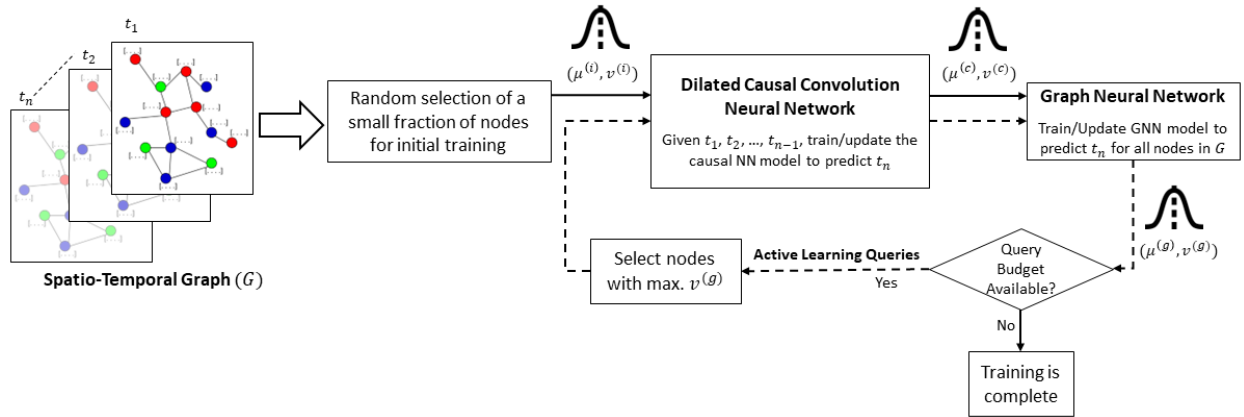 t₁
t₂
tₙ
[....]
Spatio-Temporal Graph (G)
Random selection of a
small fraction of nodes
for initial training
(μ⁽ⁱ⁾, v⁽ⁱ⁾)
Dilated Causal Convolution
Neural Network
Given t₁, t₂, ..., tₙ₋₁, train/update the
causal NN model to predict tₙ
(μ⁽ᶜ⁾, v⁽ᶜ⁾)
Graph Neural Network
Train/Update GNN model to
predict tₙ for all nodes in G
(μ⁽ᵍ⁾, v⁽ᵍ⁾)
Query
Budget
Available?
Active Learning Queries
Yes
Select nodes
with max. v⁽ᵍ⁾
No
Training is
complete